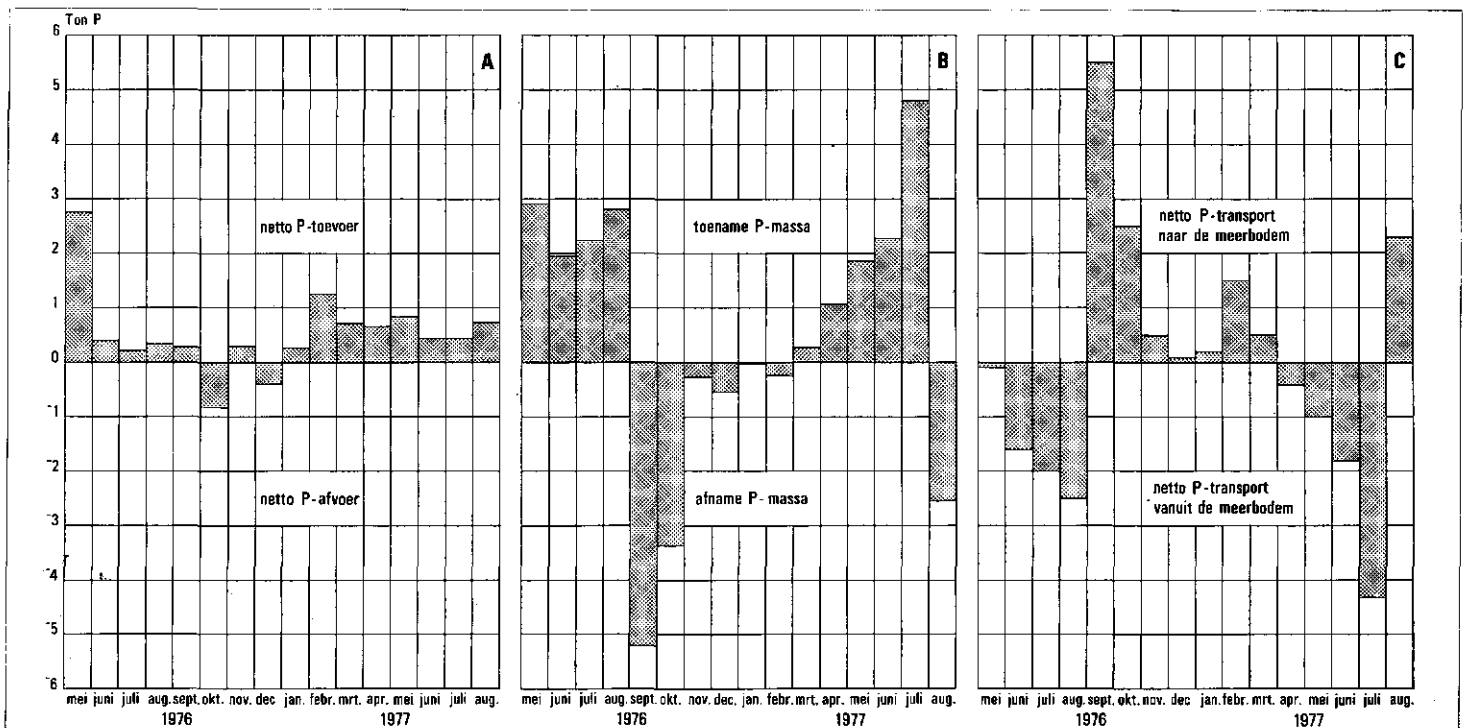 Ton P
6
5
4
3
2
1
0
-1
-2
-3
-4
-5
-6
A
netto P-toevoer
netto P-afvoer
mei juni juli aug. sept. okt. nov. dec jan. febr. mrt. apr. mei juni juli aug.
1976 1977
B
toename P-massa
afname P-massa
mei juni juli aug. sept. okt. nov. dec. jan. febr. mrt. apr. mei juni juli aug.
1976 1977
C
netto P-transport
naar de meerbodem
netto P-transport
vanuit de meerbodem
mei juni juli aug. sept. okt. nov. dec jan. febr. mrt. apr. mei juni juli aug.
1976 1977